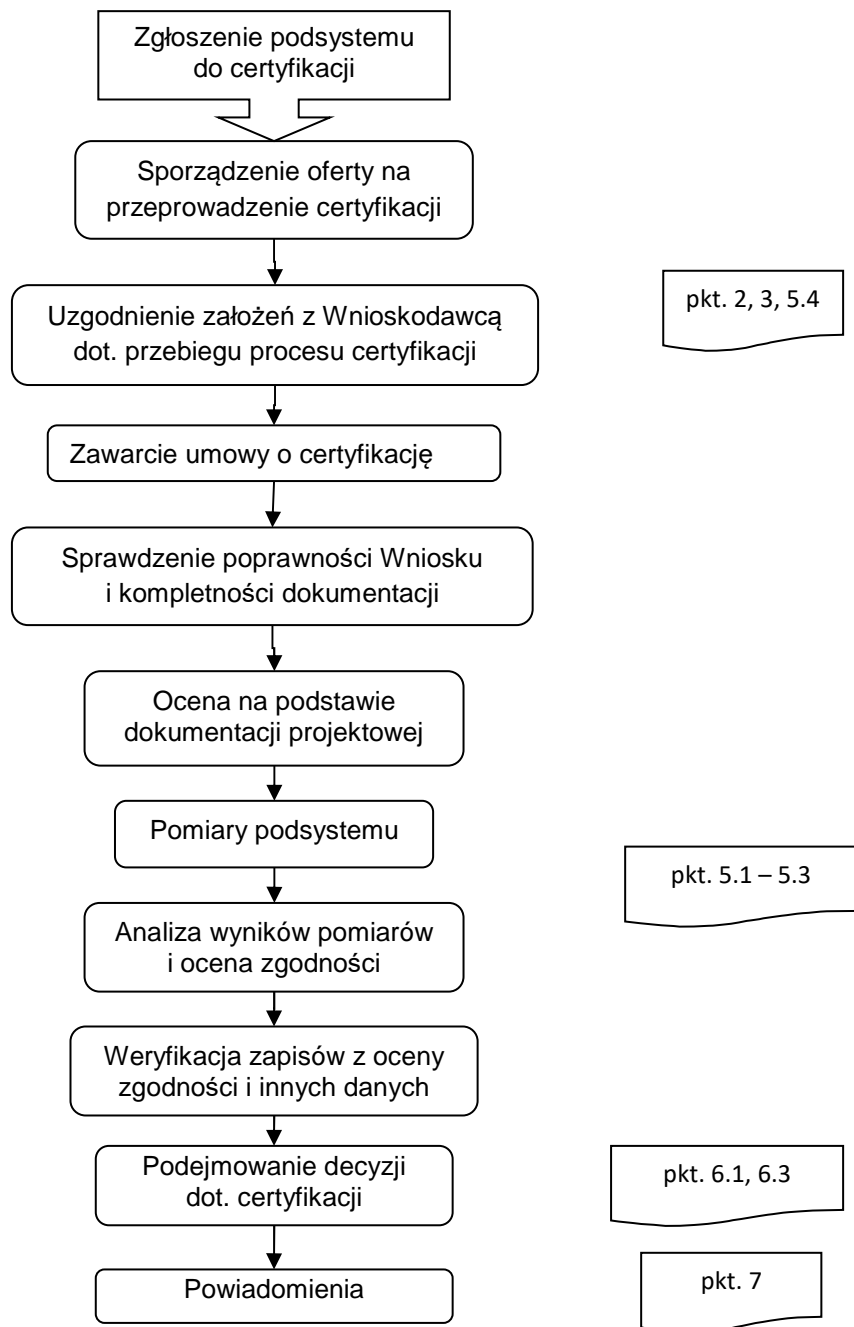 Zgłoszenie podsystemu
do certyfikacji
Sporządzenie oferty na
przeprowadzenie certyfikacji
Uzgodnienie założeń z Wnioskodawcą
dot. przebiegu procesu certyfikacji
pkt. 2, 3, 5.4
Zawarcie umowy o certyfikację
Sprawdzenie poprawności Wniosku
i kompletności dokumentacji
Ocena na podstawie
dokumentacji projektowej
Pomiary podsystemu
pkt. 5.1 – 5.3
Analiza wyników pomiarów
i ocena zgodności
Weryfikacja zapisów z oceny
zgodności i innych danych
Podejmowanie decyzji
dot. certyfikacji
pkt. 6.1, 6.3
Powiadomienia
pkt. 7